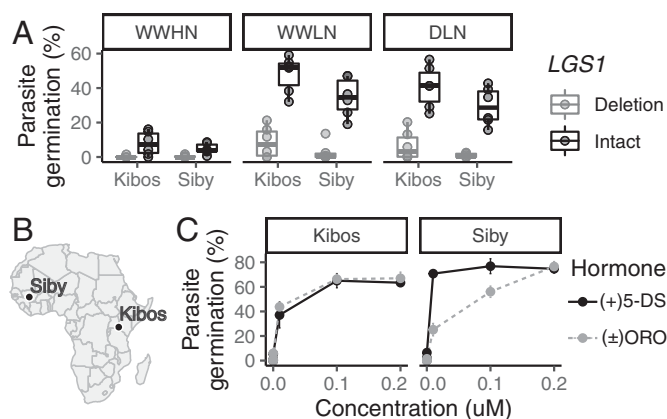 A
WWHN WWLN DLN
Parasite
germination (%)
60
40
20
0
Kibos Siby Kibos Siby Kibos Siby
LGS1
Deletion
Intact
B
Siby
Kibos
C
Kibos Siby
Parasite
germination (%)
80
60
40
20
0
0.0 0.1 0.2 0.0 0.1 0.2
Concentration (uM)
Hormone
(+)5-DS
(±)ORO